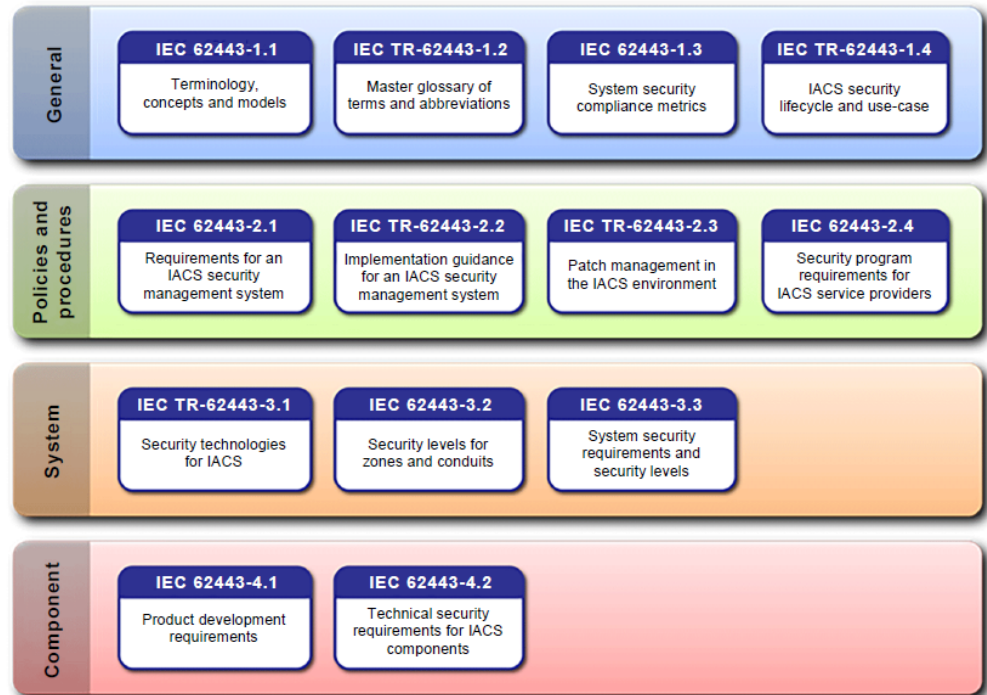 General
IEC 62443-1.1
Terminology,
concepts and models
IEC TR-62443-1.2
Master glossary of
terms and abbreviations
IEC 62443-1.3
System security
compliance metrics
IEC TR-62443-1.4
IACS security
lifecycle and use-case
Policies and
procedures
IEC 62443-2.1
Requirements for an
IACS security
management system
IEC TR-62443-2.2
Implementation guidance
for an IACS security
management system
IEC TR-62443-2.3
Patch management in
the IACS environment
IEC 62443-2.4
Security program
requirements for
IACS service providers
System
IEC TR-62443-3.1
Security technologies
for IACS
IEC 62443-3.2
Security levels for
zones and conduits
IEC 62443-3.3
System security
requirements and
security levels
Component
IEC 62443-4.1
Product development
requirements
IEC 62443-4.2
Technical security
requirements for IACS
components